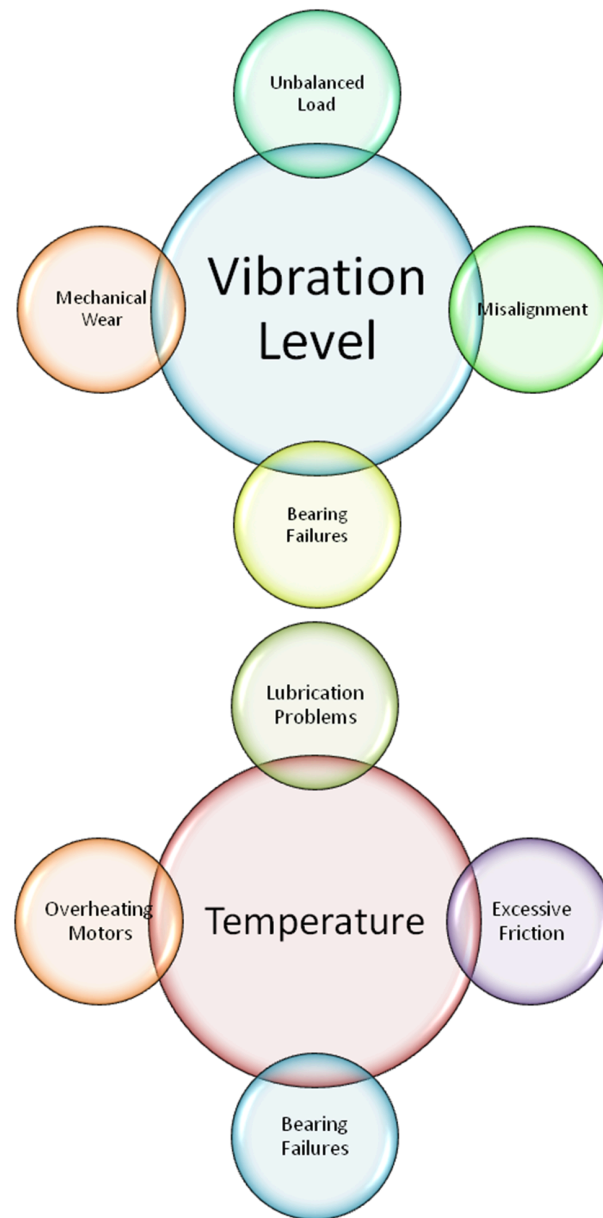 Unbalanced
Load
Vibration
Level
Mechanical
Wear
Misalignment
Bearing
Failures
Lubrication
Problems
Overheating
Motors
Temperature
Excessive
Friction
Bearing
Failures